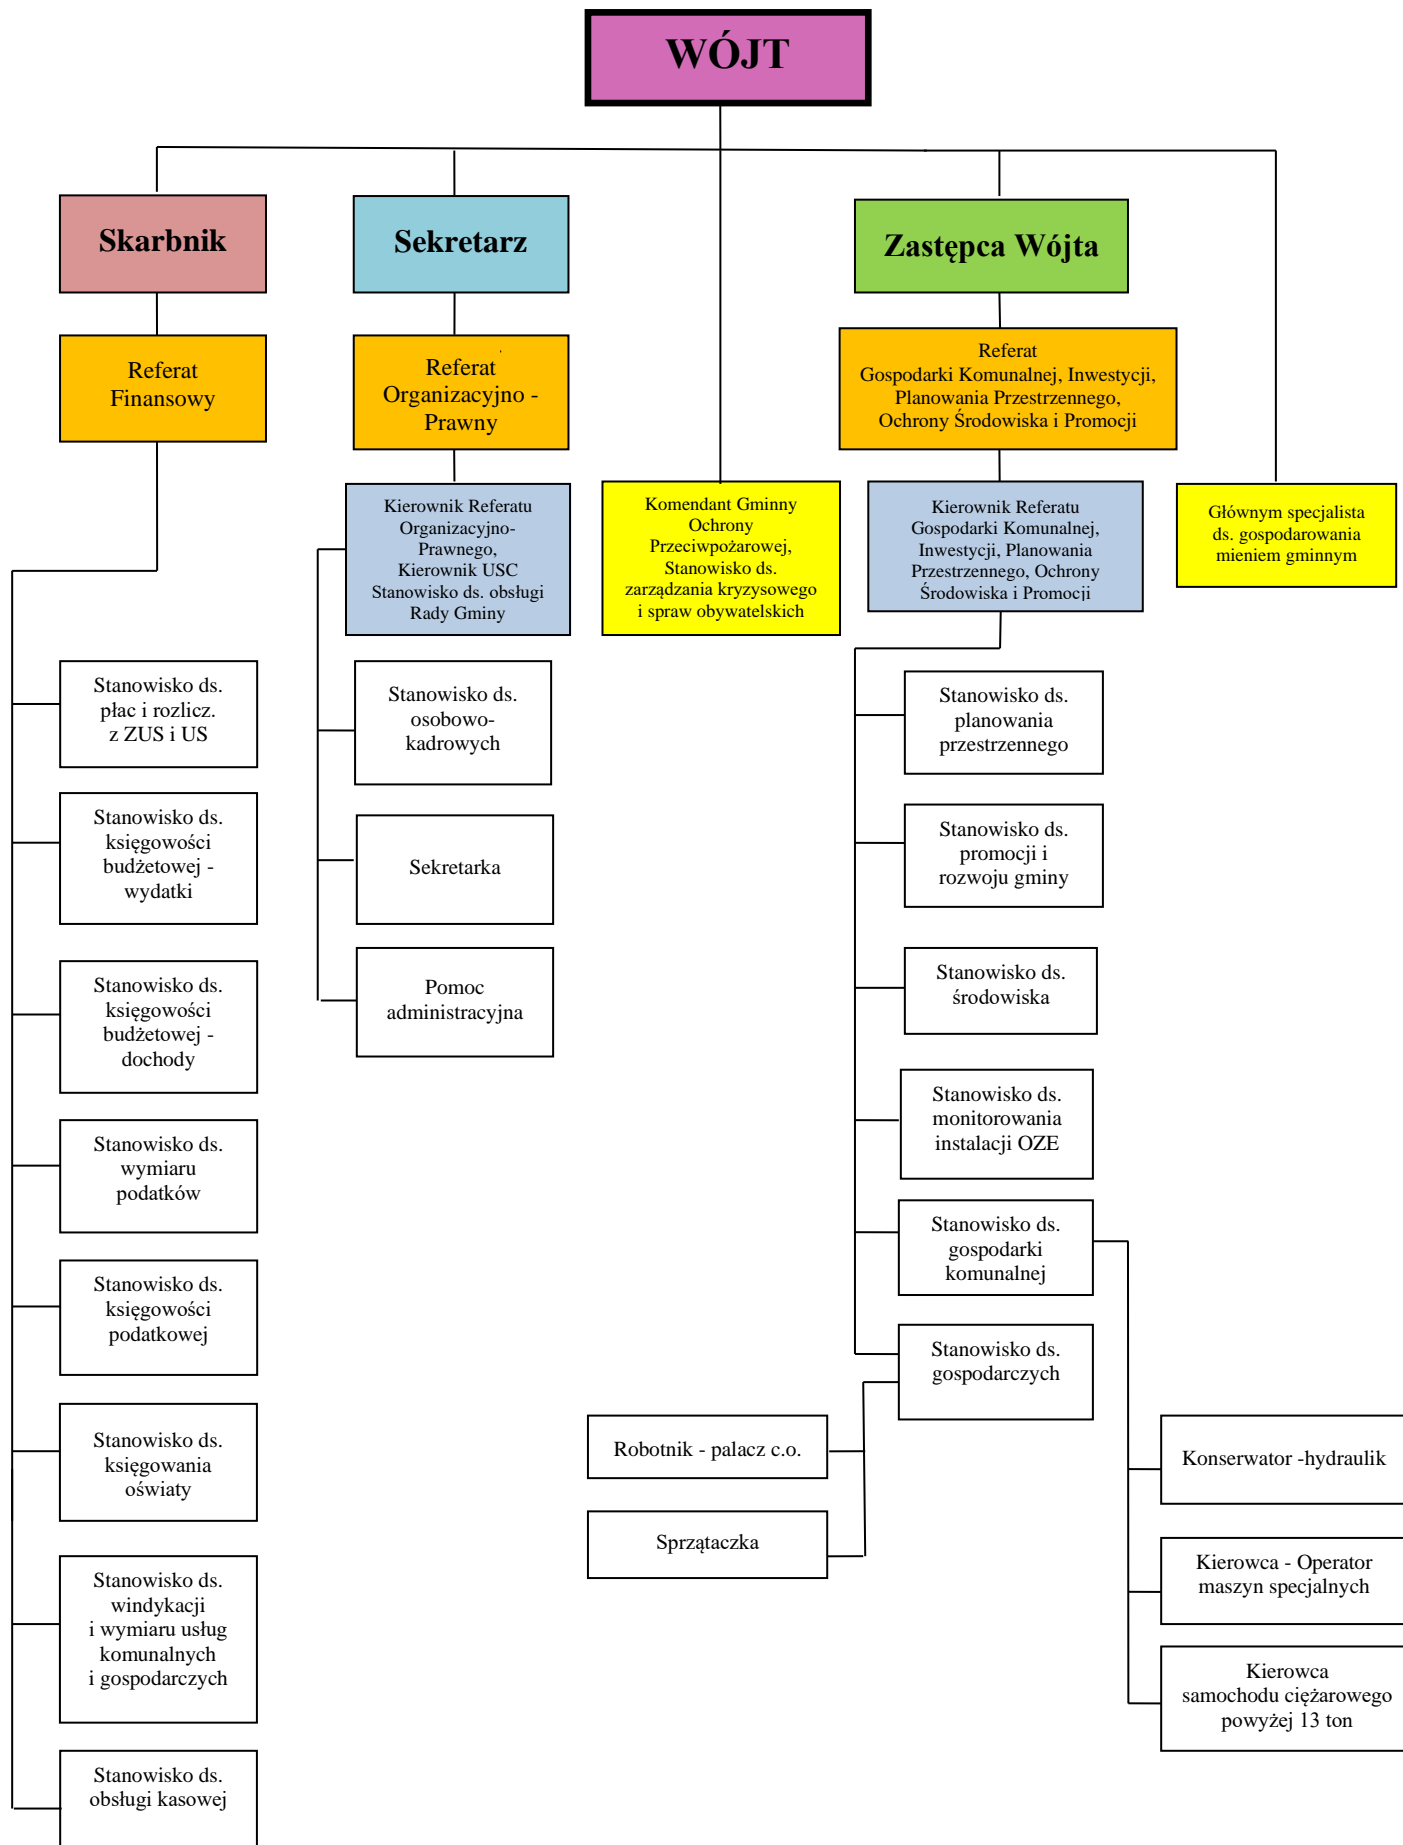 WÓJT
Skarbnik
Sekretarz
Zastępca Wójta
Referat
Finansowy
Referat
Organizacyjno -
Prawny
Referat
Gospodarki Komunalnej, Inwestycji,
Planowania Przestrzennego,
Ochrony Środowiska i Promocji
Kierownik Referatu
Organizacyjno-
Prawnego,
Kierownik USC
Stanowisko ds. obsługi
Rady Gminy
Komendant Gminny
Ochrony
Przeciwpożarowej,
Stanowisko ds.
zarządzania kryzysowego
i spraw obywatelskich
Kierownik Referatu
Gospodarki Komunalnej,
Inwestycji, Planowania
Przestrzennego, Ochrony
Środowiska i Promocji
Głównym specjalista
ds. gospodarowania
mieniem gminnym
Stanowisko ds.
płac i rozlicz.
z ZUS i US
Stanowisko ds.
księgowości
budżetowej -
wydatki
Stanowisko ds.
księgowości
budżetowej -
dochody
Stanowisko ds.
wymiaru
podatków
Stanowisko ds.
księgowości
podatkowej
Stanowisko ds.
księgowania
oświaty
Stanowisko ds.
windykacji
i wymiaru usług
komunalnych
i gospodarczych
Stanowisko ds.
obsługi kasowej
Stanowisko ds.
osobowo-
kadrowych
Sekretarka
Pomoc
administracyjna
Stanowisko ds.
planowania
przestrzennego
Stanowisko ds.
promocji i
rozwoju gminy
Stanowisko ds.
środowiska
Stanowisko ds.
monitorowania
instalacji OZE
Stanowisko ds.
gospodarki
komunalnej
Stanowisko ds.
gospodarczych
Robotnik - palacz c.o.
Sprzątaczka
Konserwator -hydraulik
Kierowca - Operator
maszyn specjalnych
Kierowca
samochodu ciężarowego
powyżej 13 ton